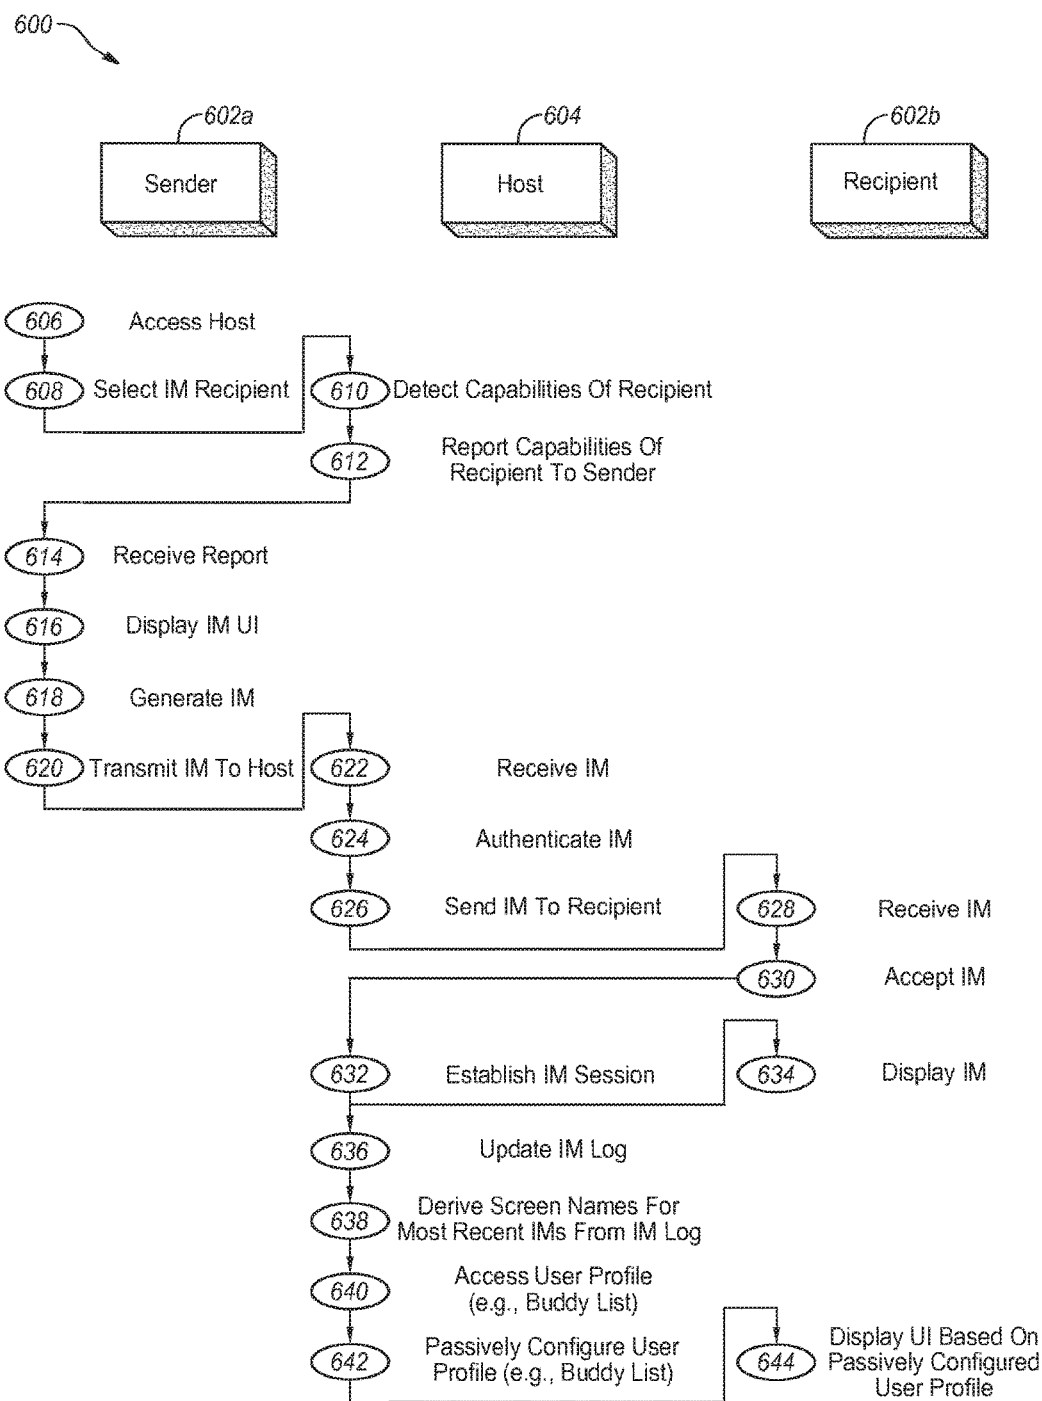 600
602a
604
602b
Sender
Host
Recipient
606
Access Host
608
Select IM Recipient
610
Detect Capabilities Of Recipient
612
Report Capabilities Of
Recipient To Sender
614
Receive Report
616
Display IM UI
618
Generate IM
620
Transmit IM To Host
622
Receive IM
624
Authenticate IM
626
Send IM To Recipient
628
Receive IM
630
Accept IM
632
Establish IM Session
634
Display IM
636
Update IM Log
638
Derive Screen Names For
Most Recent IMs From IM Log
640
Access User Profile
(e.g., Buddy List)
642
Passively Configure User
Profile (e.g., Buddy List)
644
Display UI Based On
Passively Configured
User Profile